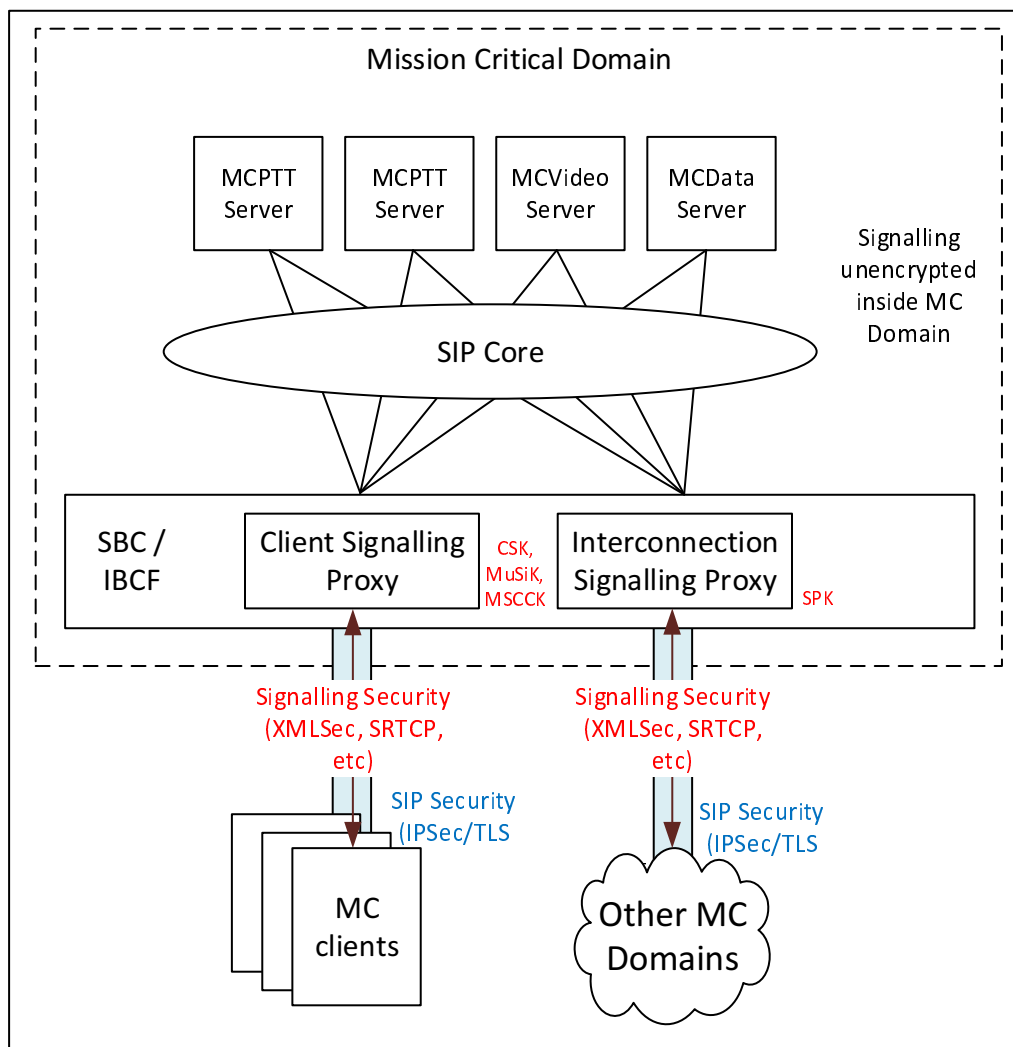 Mission Critical Domain
MCPTT
Server
MCPTT
Server
MCVideo
Server
MCData
Server
Signalling
unencrypted
inside MC
Domain
SIP Core
SBC /
IBCF
Client Signalling
Proxy
CSK,
MuSiK,
MSCCK
Interconnection
Signalling Proxy
SPK
Signalling Security
(XMLSec, SRTCP,
etc)
Signalling Security
(XMLSec, SRTCP,
etc)
SIP Security
(IPSec/TLS
SIP Security
(IPSec/TLS
MC
clients
Other MC
Domains